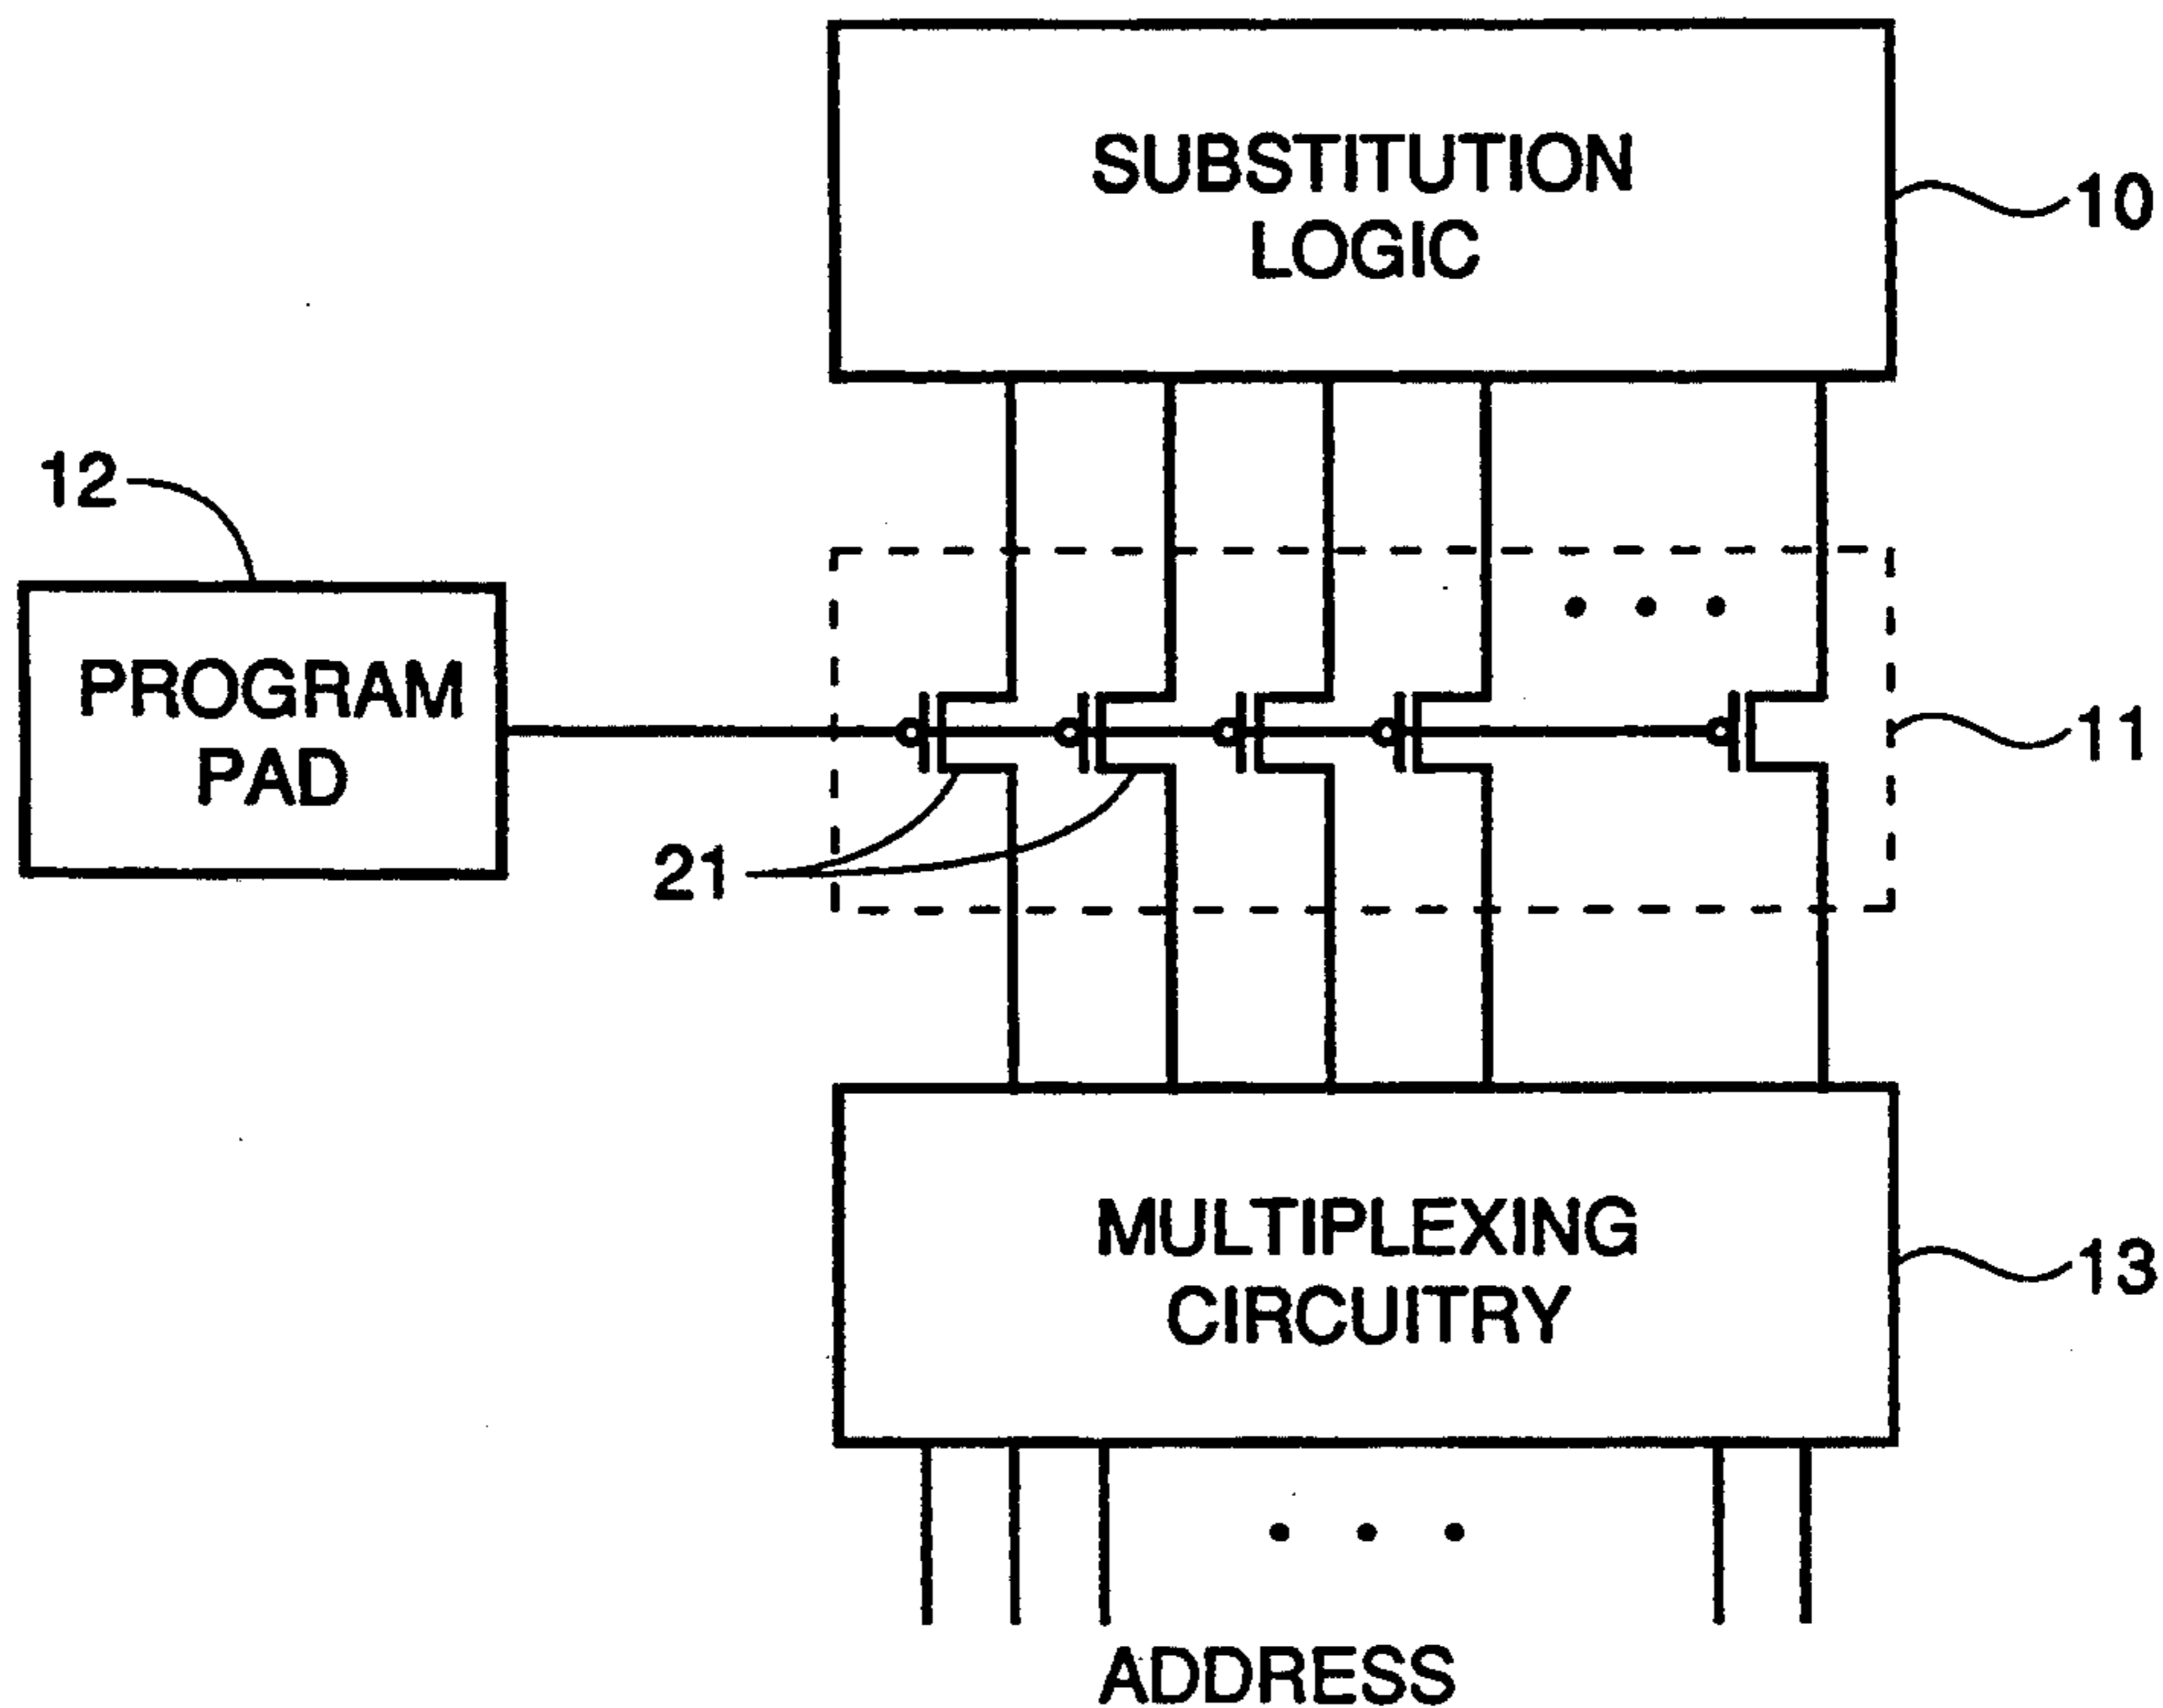 SUBSTITUTION
LOGIC
10
12
PROGRAM
PAD
11
21
MULTIPLEXING
CIRCUITRY
13
ADDRESS